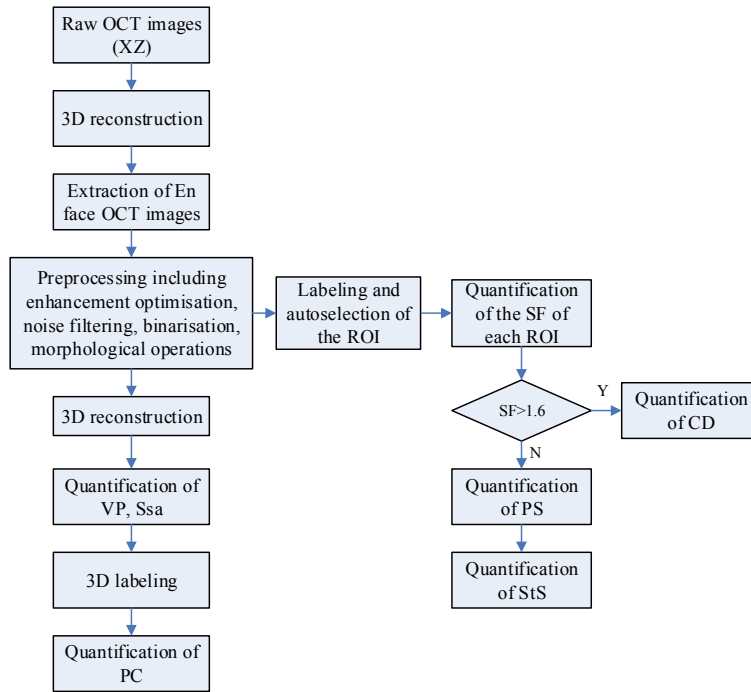 Raw OCT images
(XZ)
3D reconstruction
Extraction of En
face OCT images
Preprocessing including
enhancement optimisation,
noise filtering, binarisation,
morphological operations
Labeling and
autoselection of
the ROI
Quantification
of the SF of
each ROI
SF>1.6
Y
Quantification
of CD
N
3D reconstruction
Quantification of
VP, Ssa
Quantification
of PS
3D labeling
Quantification
of StS
Quantification of
PC